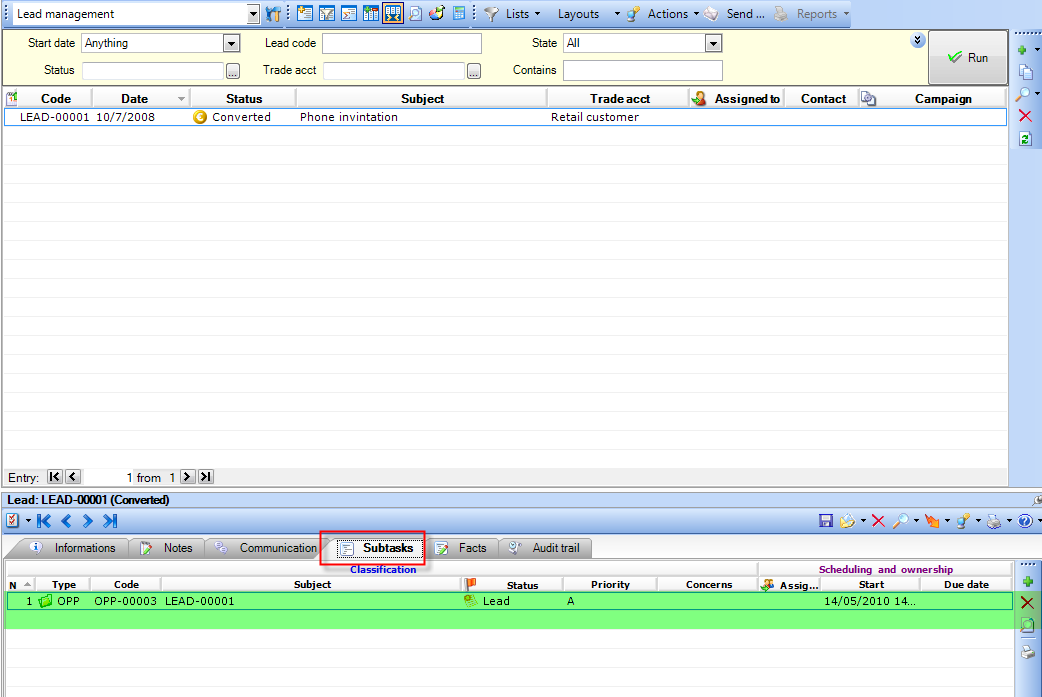 Lead management Lists Layouts Actions Send ... Reports
Start date Anything Lead code State All
Run
Status ... Trade acct ... Contains
Code Date Status Subject Trade acct Assigned to Contact Campaign
LEAD-00001 10/7/2008 Converted Phone invintation Retail customer
Entry: 1 from 1
Lead: LEAD-00001 (Converted)
Informations Notes Communication Subtasks Facts Audit trail
Classification Scheduling and ownership
N Type Code Subject Status Priority Concerns Assig... Start Due date
1 OPP OPP-00003 LEAD-00001 Lead A 14/05/2010 14...